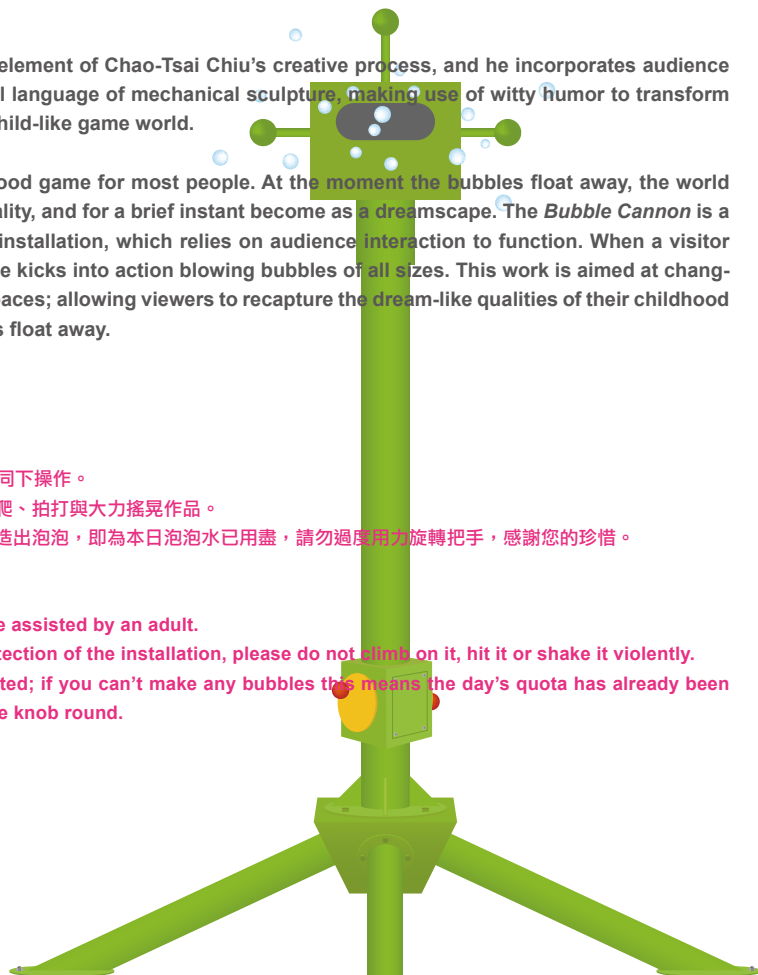 element of Chao-Tsai Chiu's creative process, and he incorporates audience
l language of mechanical sculpture, making use of witty humor to transform
hild-like game world.
ood game for most people. At the moment the bubbles float away, the world
ality, and for a brief instant become as a dreamscape. The Bubble Cannon is a
installation, which relies on audience interaction to function. When a visitor
e kicks into action blowing bubbles of all sizes. This work is aimed at chang-
paces; allowing viewers to recapture the dream-like qualities of their childhood
s float away.
同下操作。
爬、拍打與大力搖晃作品。
造出泡泡，即為本日泡泡水已用盡，請勿過度用力旋轉把手，感謝您的珍惜。
e assisted by an adult.
tection of the installation, please do not climb on it, hit it or shake it violently.
ted; if you can't make any bubbles this means the day's quota has already been
e knob round.